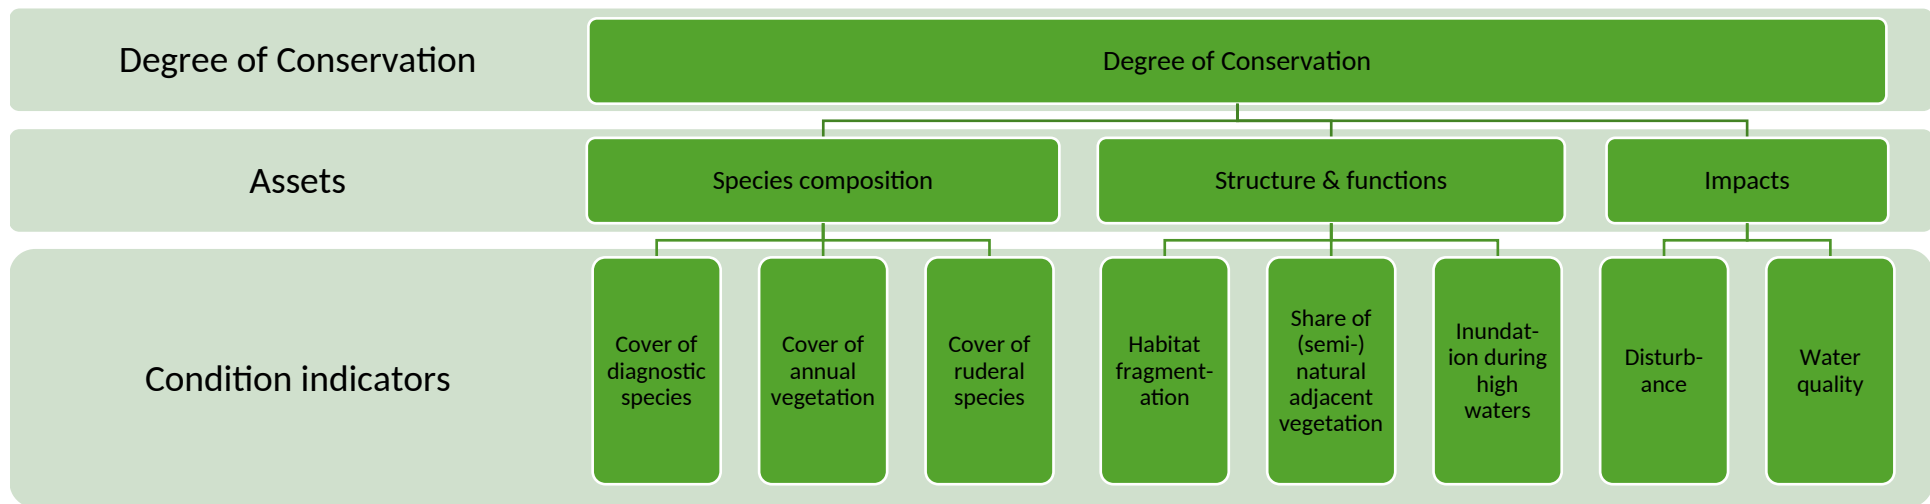 Degree of Conservation
Degree of Conservation
Assets
Species composition
Structure & functions
Impacts
Condition indicators
Cover of
diagnostic
species
Cover of
annual
vegetation
Cover of
ruderal
species
Habitat
fragment-
ation
Share of
(semi-)
natural
adjacent
vegetation
Inundat-
ion during
high
waters
Disturb-
ance
Water
quality